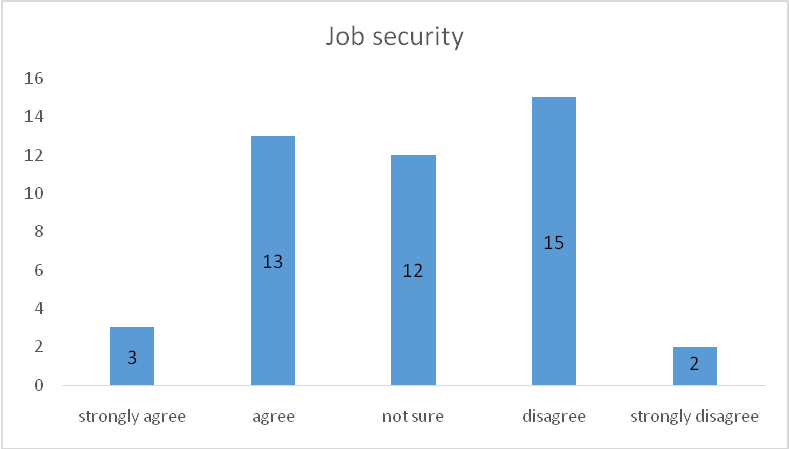 Job security
16
14
12
10
8
6
4
2
0
3
13
12
15
2
strongly agree
agree
not sure
disagree
strongly disagree